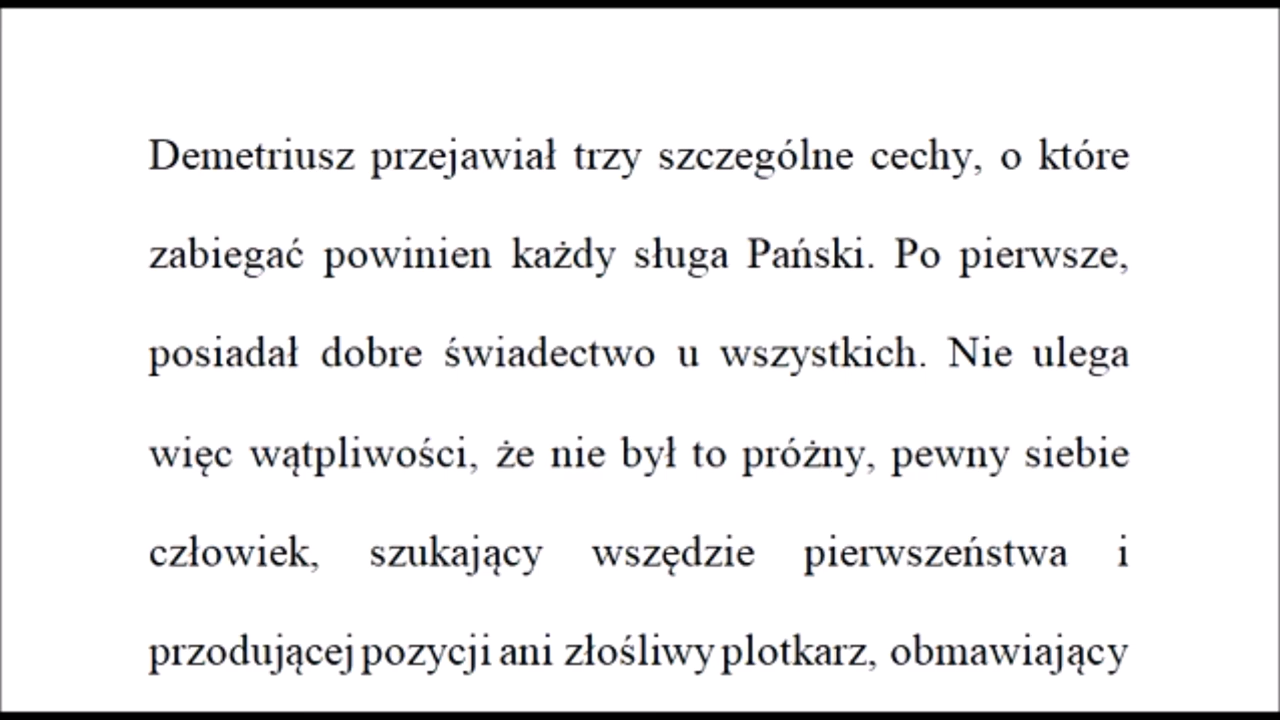 Demetriusz przejawiał trzy szczególne cechy, o które
zabiegać powinien każdy sługa Pański. Po pierwsze,
posiadał dobre świadectwo u wszystkich. Nie ulega
więc wątpliwości, że nie był to próżny, pewny siebie
człowiek, szukający wszędzie pierwszeństwa i
przodującej pozycji ani złośliwy plotkarz, obmawiający